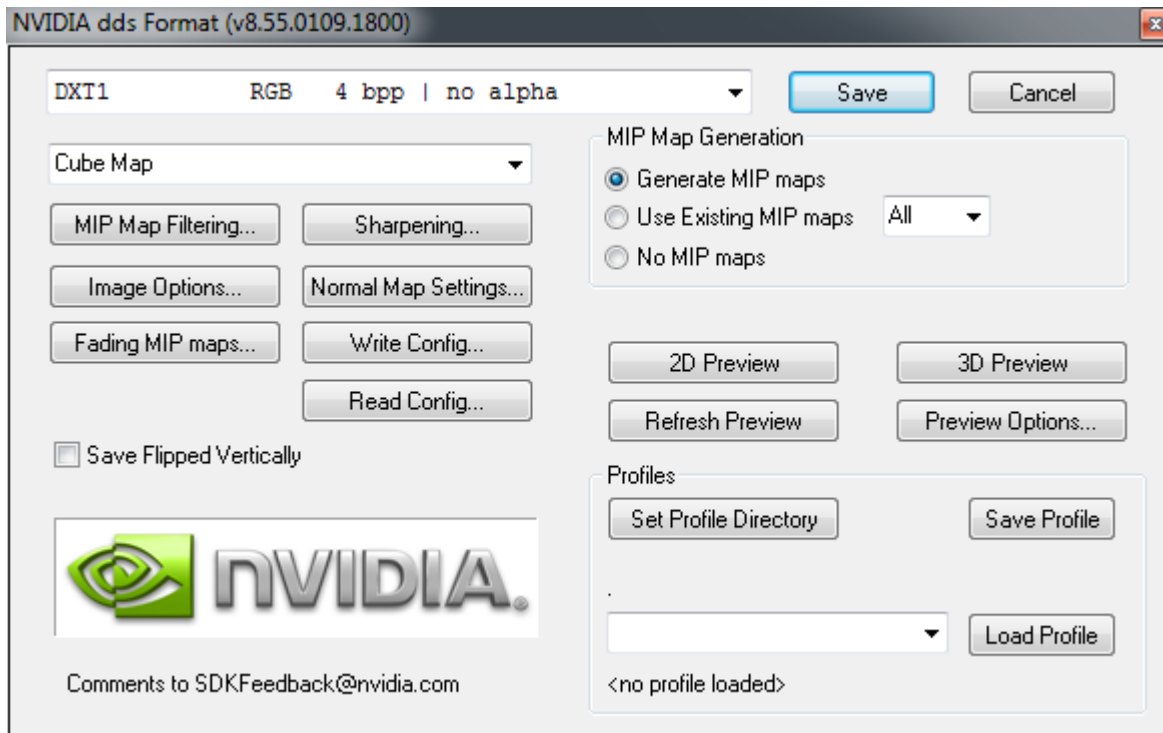 NVIDIA dds Format (v8.55.0109.1800)
DXT1 RGB 4 bpp | no alpha
Save
Cancel
Cube Map
MIP Map Generation
Generate MIP maps
Use Existing MIP maps
All
No MIP maps
MIP Map Filtering...
Sharpening...
Image Options...
Normal Map Settings...
Fading MIP maps...
Write Config...
Read Config...
2D Preview
3D Preview
Refresh Preview
Preview Options...
Save Flipped Vertically
Profiles
Set Profile Directory
Save Profile
.
Load Profile
<no profile loaded>
nVIDIA.®
Comments to SDKFeedback@nvidia.com